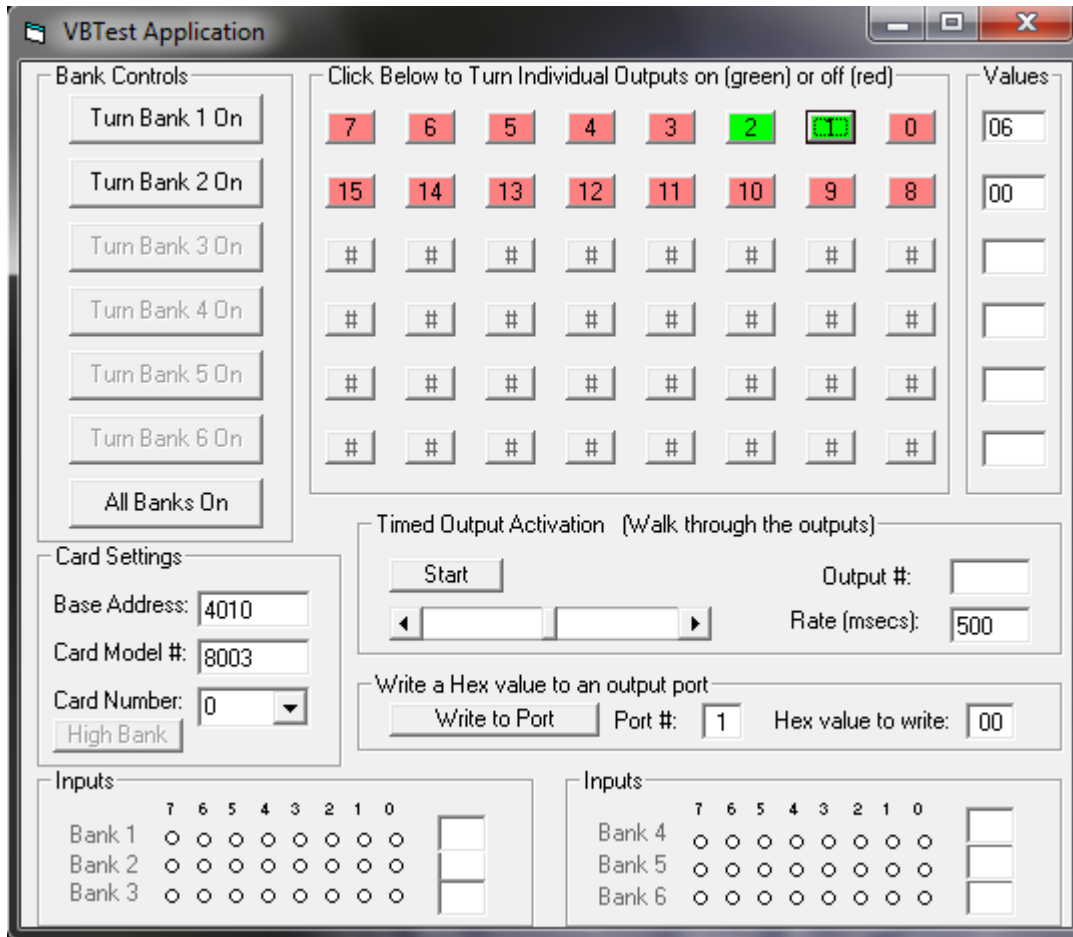 VBTest Application
Bank Controls
Turn Bank 1 On
Turn Bank 2 On
Turn Bank 3 On
Turn Bank 4 On
Turn Bank 5 On
Turn Bank 6 On
All Banks On
Click Below to Turn Individual Outputs on (green) or off (red)
7 6 5 4 3 2 1 0
15 14 13 12 11 10 9 8
# # # # # # # #
# # # # # # # #
# # # # # # # #
# # # # # # # #
Values
06
00
Card Settings
Base Address: 4010
Card Model #: 8003
Card Number: 0
High Bank
Timed Output Activation (Walk through the outputs)
Start Output #:
Rate (msecs): 500
Write a Hex value to an output port
Write to Port Port #: 1 Hex value to write: 00
Inputs
7 6 5 4 3 2 1 0
Bank 1
Bank 2
Bank 3
Inputs
7 6 5 4 3 2 1 0
Bank 4
Bank 5
Bank 6